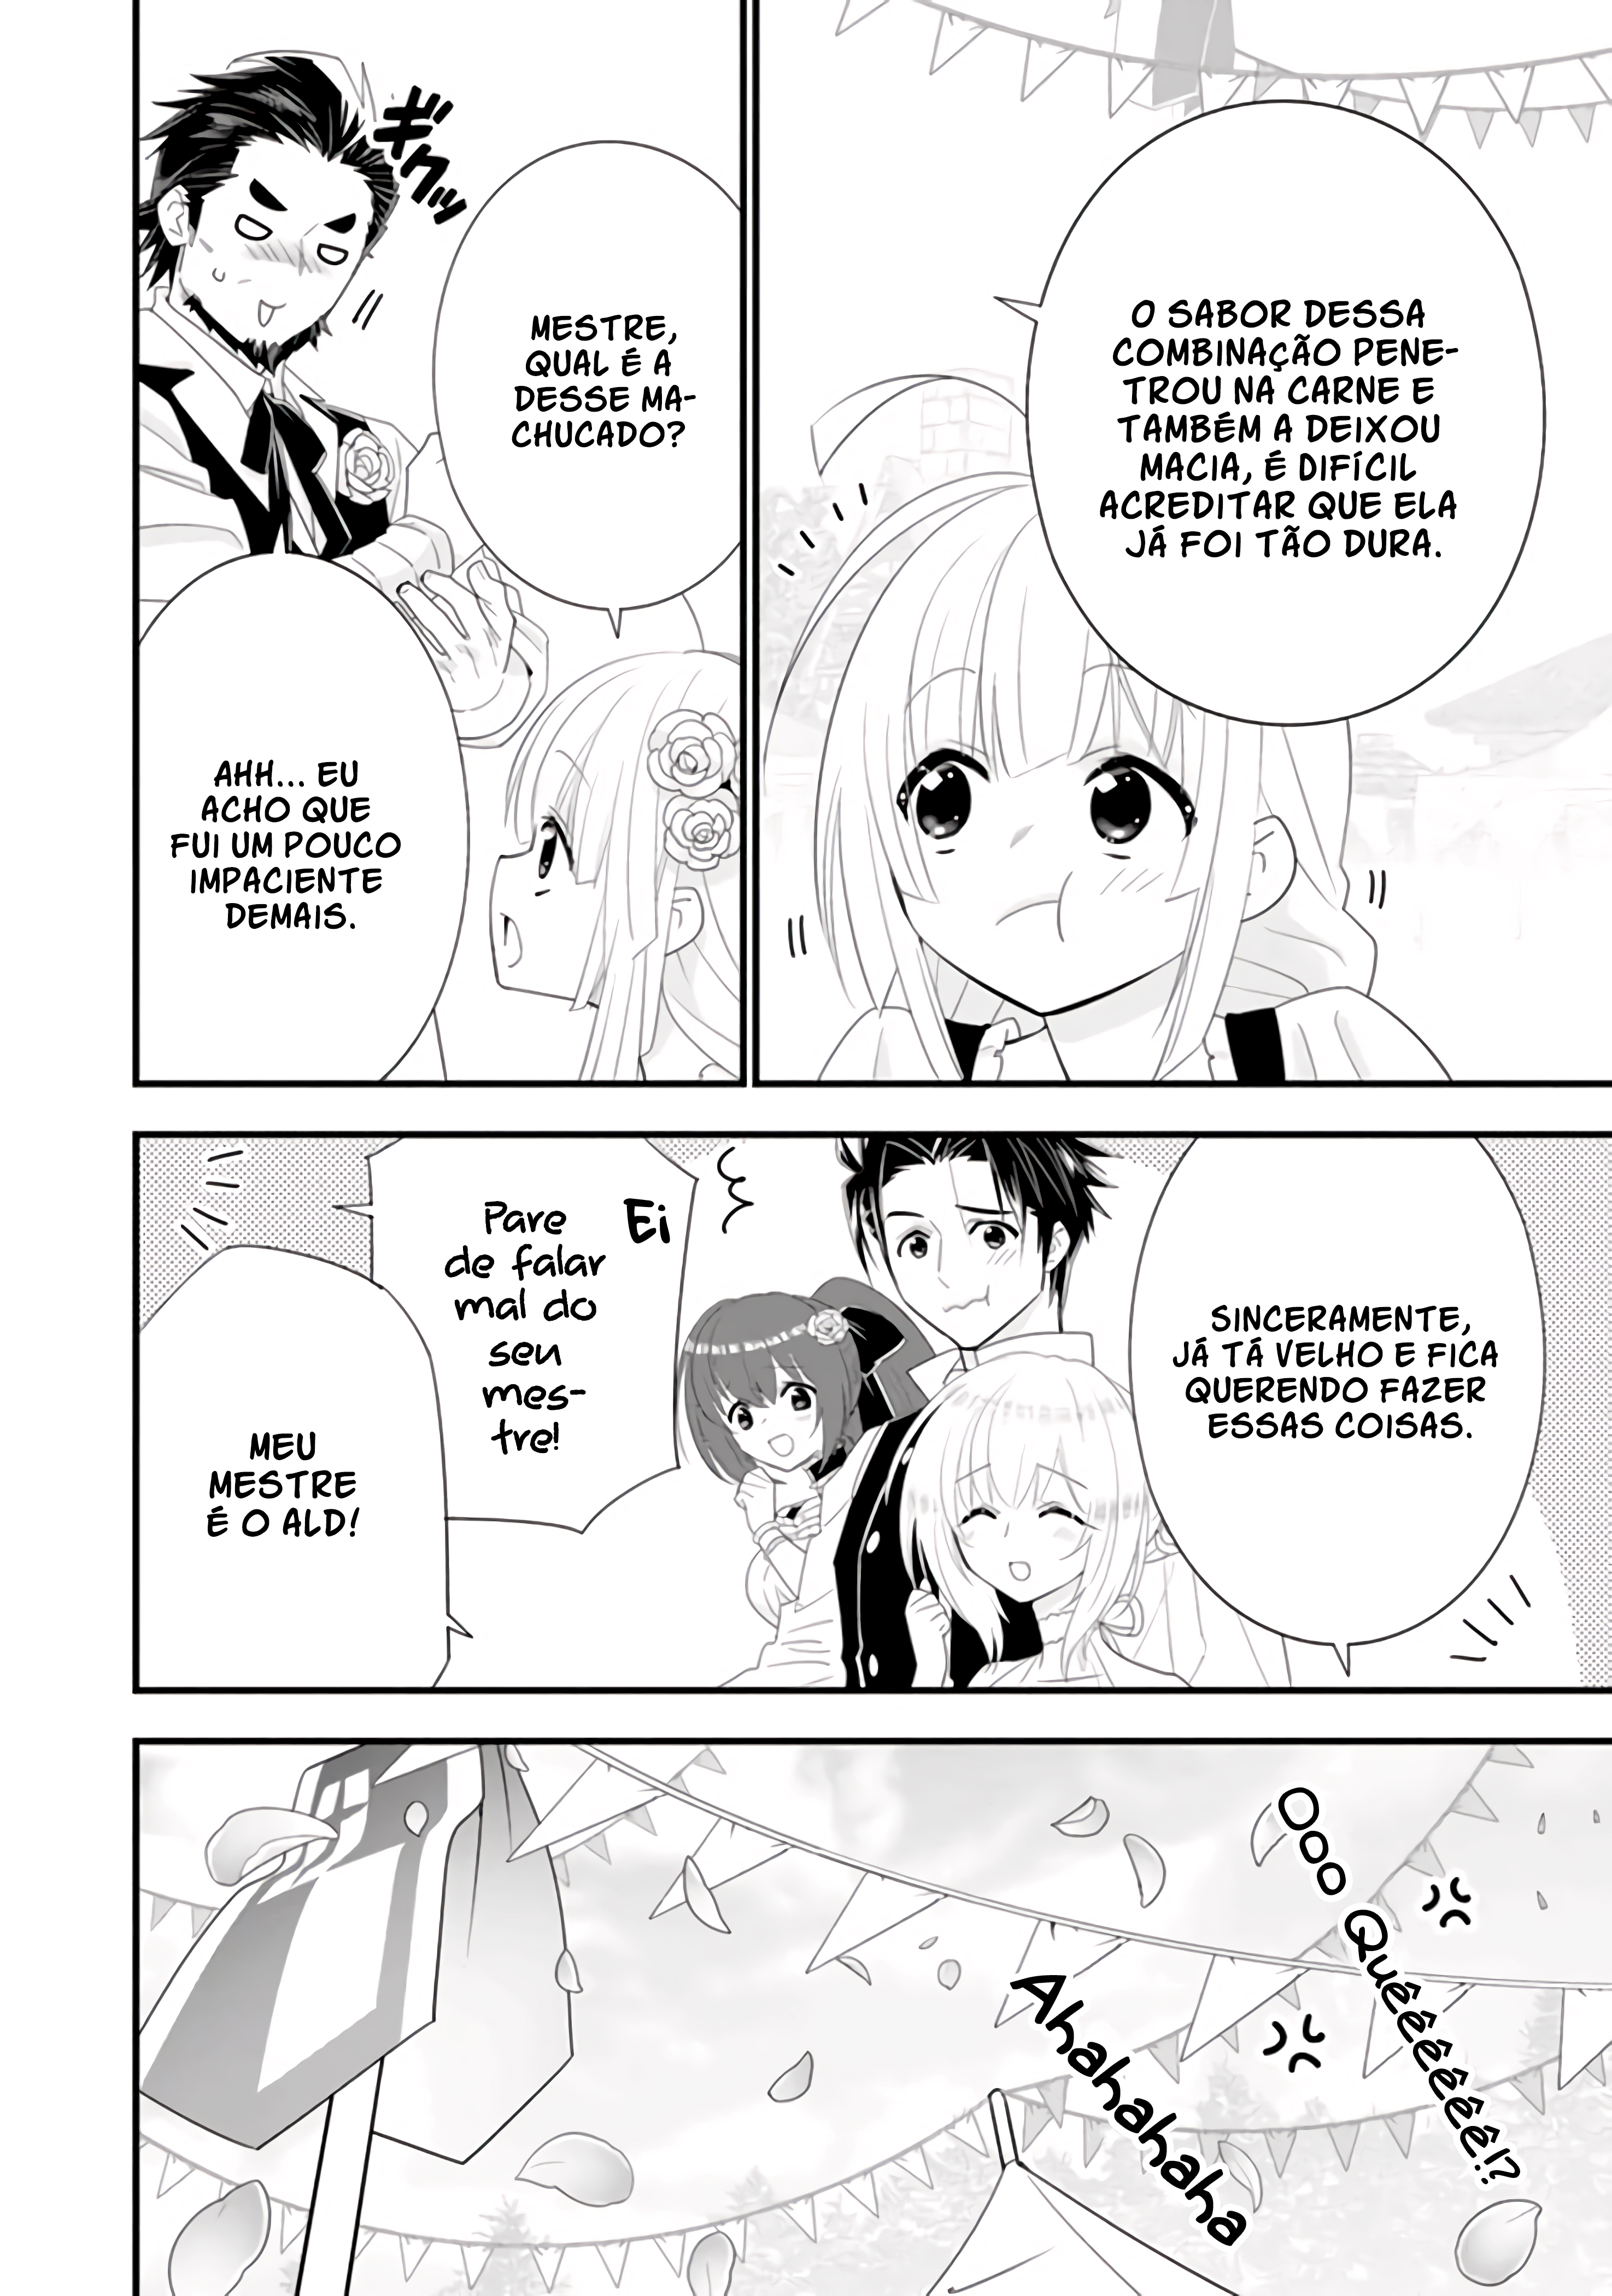 O SABOR DESSA
COMBINAÇÃO PENE-
TROU NA CARNE E
TAMBÉM A DEIXOU
MACIA, É DIFÍCIL
ACREDITAR QUE ELA
JÁ FOI TÃO DURA.
MESTRE,
QUAL É A
DESSE MA-
CHUCADO?
ギクッ
AHH... EU
ACHO QUE
FUI UM POUCO
IMPACIENTE
DEMAIS.
SINCERAMENTE,
JÁ TÁ VELHO E FICA
QUERENDO FAZER
ESSAS COISAS.
Ei
Pare
de falar
mal do
seu
mes-
tre!
MEU
MESTRE
É O ALD!
Ooo Quêêêêêê!?
Ahahahaha